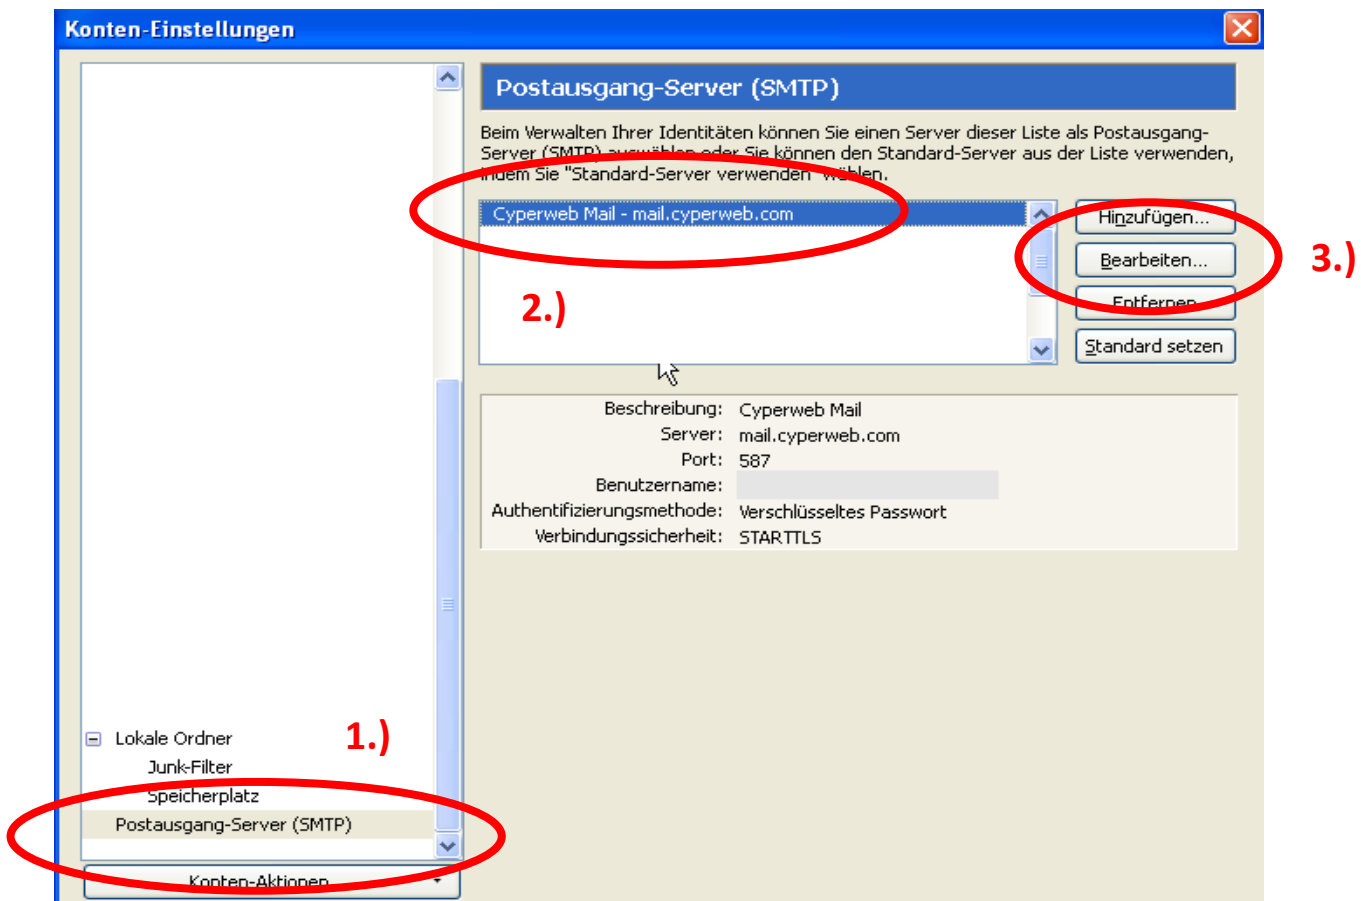 Konten-Einstellungen
Postausgang-Server (SMTP)
Beim Verwalten Ihrer Identitäten können Sie einen Server dieser Liste als Postausgang-
Server (SMTP) auswählen oder Sie können den Standard-Server aus der Liste verwenden,
indem Sie "Standard-Server verwenden" wählen.
Cyperweb Mail - mail.cyperweb.com
Hinzufügen...
Bearbeiten...
3.)
2.)
Entfernen
Standard setzen
Beschreibung: Cyperweb Mail
Server: mail.cyperweb.com
Port: 587
Benutzername:
Authentifizierungsmethode: Verschlüsseltes Passwort
Verbindungssicherheit: STARTTLS
1.)
Lokale Ordner
Junk-Filter
Speicherplatz
Postausgang-Server (SMTP)
Konten-Aktionen